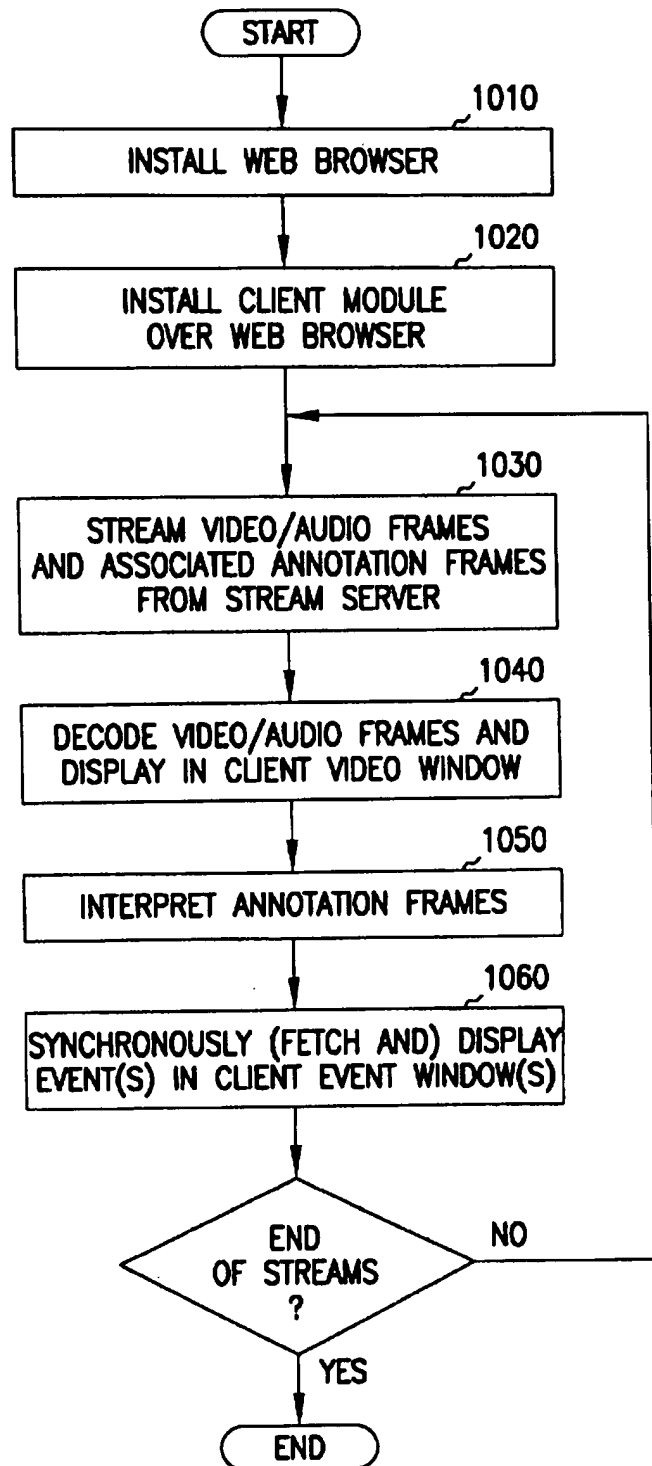 START
1010
INSTALL WEB BROWSER
1020
INSTALL CLIENT MODULE
OVER WEB BROWSER
1030
STREAM VIDEO/AUDIO FRAMES
AND ASSOCIATED ANNOTATION FRAMES
FROM STREAM SERVER
1040
DECODE VIDEO/AUDIO FRAMES AND
DISPLAY IN CLIENT VIDEO WINDOW
1050
INTERPRET ANNOTATION FRAMES
1060
SYNCHRONOUSLY (FETCH AND) DISPLAY
EVENT(S) IN CLIENT EVENT WINDOW(S)
END
OF STREAMS
?
NO
YES
END